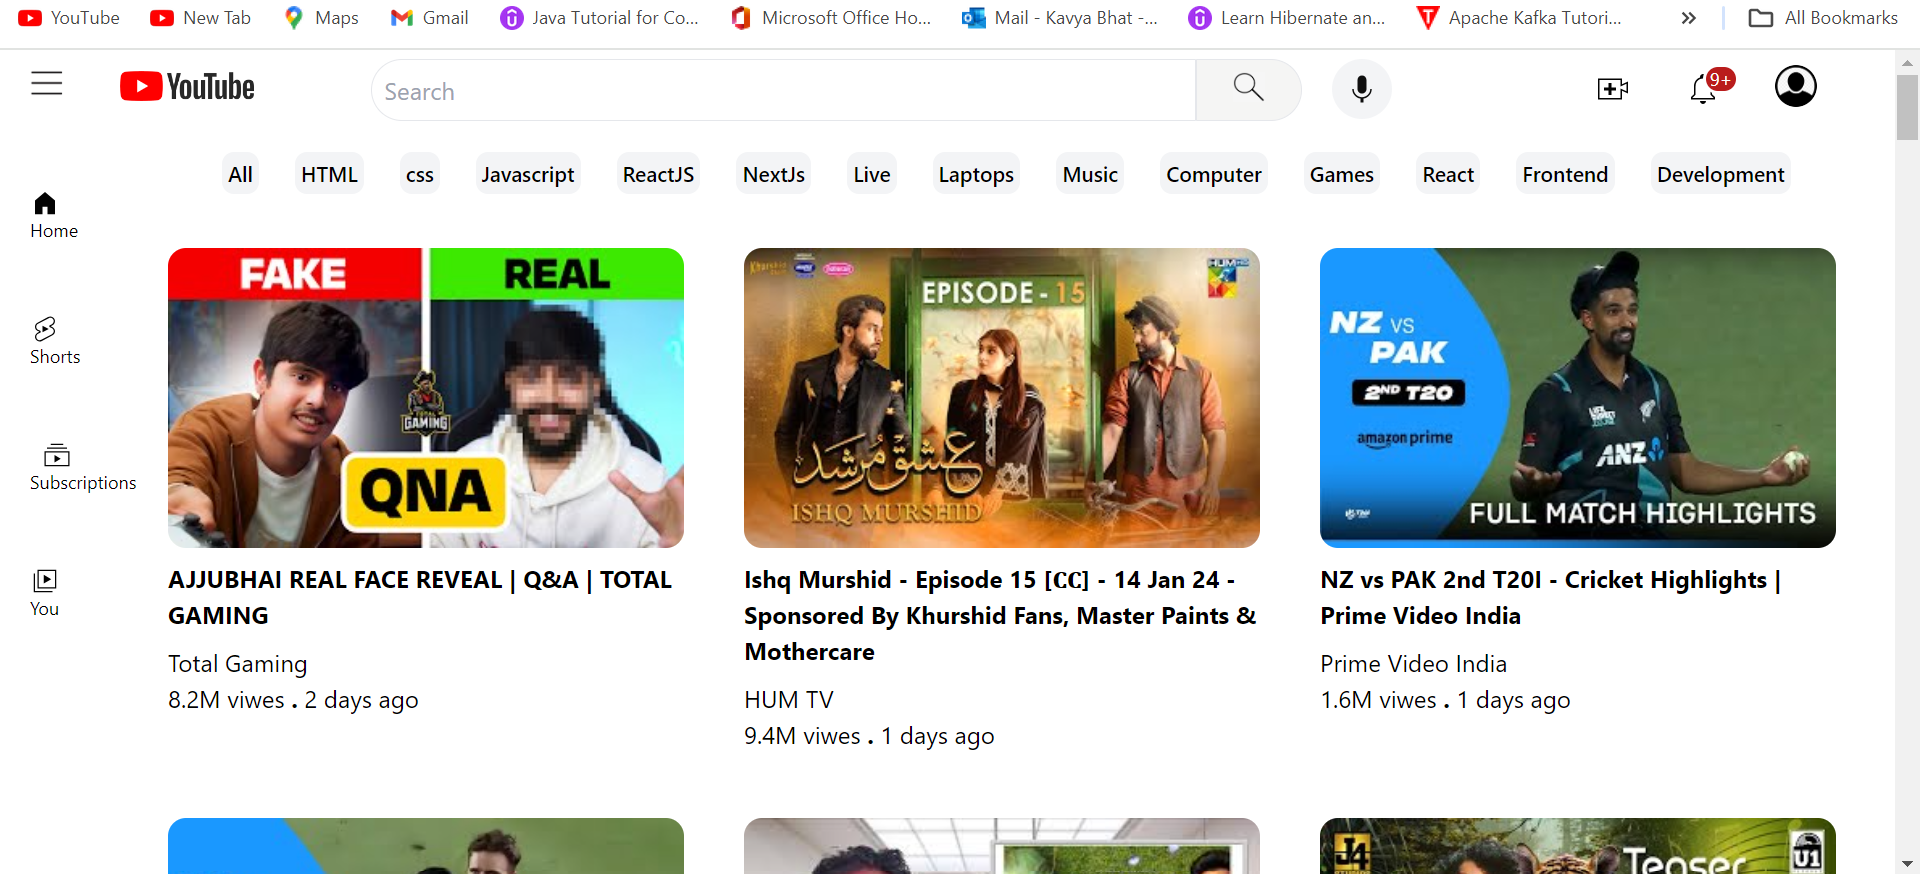 YouTube New Tab Maps Gmail Java Tutorial for Co... Microsoft Office Ho... Mail - Kavya Bhat -... Learn Hibernate an... Apache Kafka Tutori... » All Bookmarks
YouTube Search 9+
All HTML css Javascript ReactJS NextJs Live Laptops Music Computer Games React Frontend Development
Home
Shorts
Subscriptions
You
FAKE REAL
TOTAL
GAMING
QNA
AJJUBHAI REAL FACE REVEAL | Q&A | TOTAL
GAMING
Total Gaming
8.2M viwes . 2 days ago
Khurshid
HUM
EPISODE - 15
عشق مُرشد
ISHQ MURSHID
Ishq Murshid - Episode 15 [CC] - 14 Jan 24 -
Sponsored By Khurshid Fans, Master Paints &
Mothercare
HUM TV
9.4M viwes . 1 days ago
NZ VS
PAK
2ND T20
amazon prime
ANZ
FULL MATCH HIGHLIGHTS
NZ vs PAK 2nd T20I - Cricket Highlights |
Prime Video India
Prime Video India
1.6M viwes . 1 days ago
J4
Teaser
U1